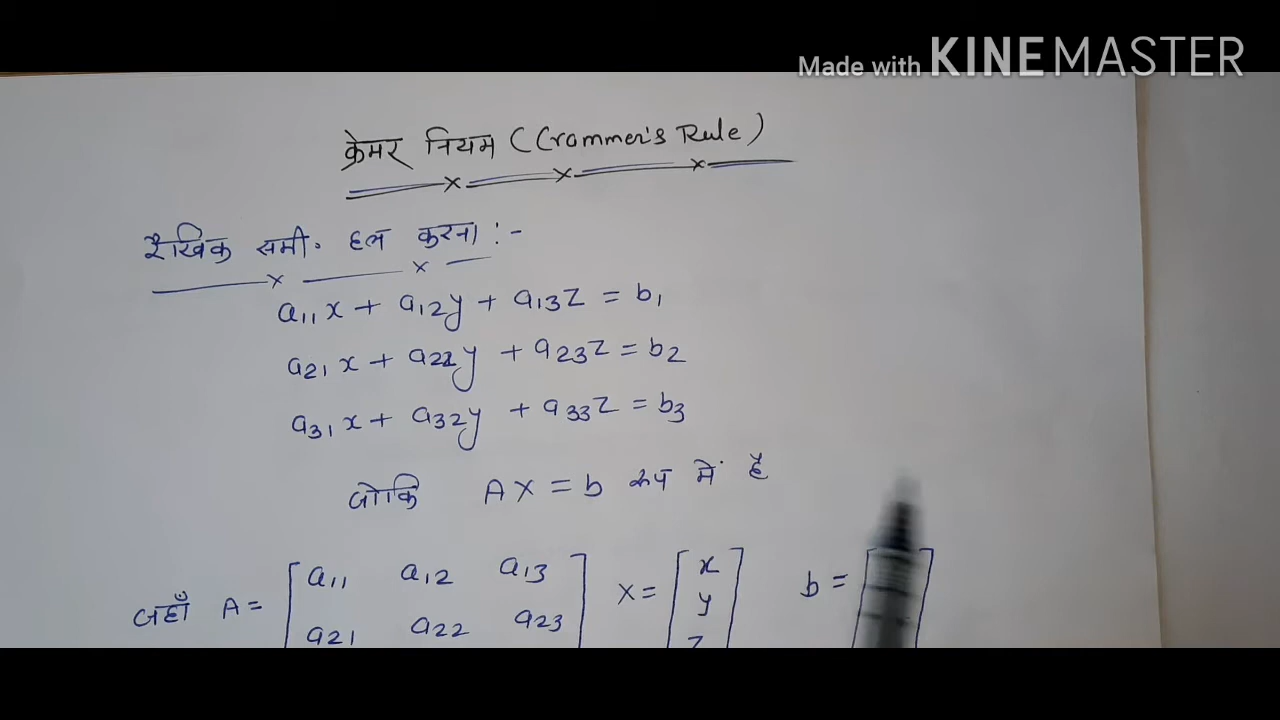 Made with KINEMASTER
क्रेमर नियम (Crammer's Rule)
रैखिक समी. हल करना :-
a₁₁x + a₁₂y + a₁₃z = b₁
a₂₁x + a₂₂y + a₂₃z = b₂
a₃₁x + a₃₂y + a₃₃z = b₃
जोकि AX = b रूप में है
जहाँ A = [ a₁₁ a₁₂ a₁₃ X = [ x b = [
a₂₁ a₂₂ a₂₃ y
z